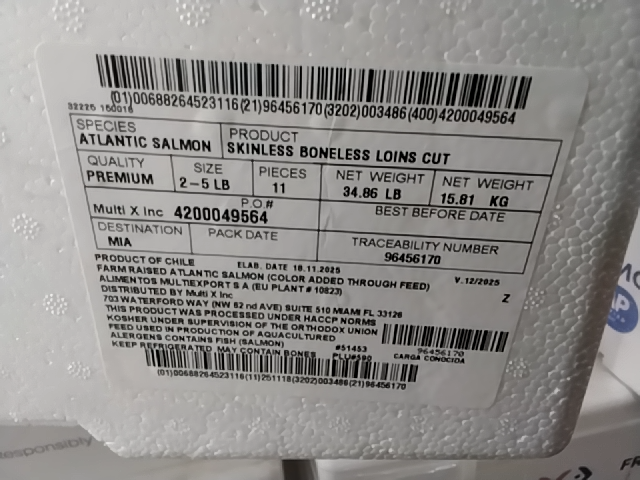 (01)00688264523116(21)96456170(3202)003486(400)4200049564
32225 150018
SPECIES
ATLANTIC SALMON
PRODUCT
SKINLESS BONELESS LOINS CUT
QUALITY
PREMIUM
SIZE
2-5 LB
PIECES
11
NET WEIGHT
34.86 LB
NET WEIGHT
15.81 KG
P.O.#
Multi X Inc 4200049564
BEST BEFORE DATE
DESTINATION
MIA
PACK DATE
TRACEABILITY NUMBER
96456170
PRODUCT OF CHILE ELAB. DATE 18.11.2025 V.12/2025
FARM RAISED ATLANTIC SALMON (COLOR ADDED THROUGH FEED)
Z
ALIMENTOS MULTIEXPORT S A (EU PLANT # 10823)
DISTRIBUTED BY Multi X Inc
703 WATERFORD WAY (NW 62 nd AVE) SUITE 510 MIAMI FL 33126
THIS PRODUCT WAS PROCESSED UNDER HACCP NORMS
KOSHER UNDER SUPERVISION OF THE ORTHODOX UNION
FEED USED IN PRODUCTION OF AQUACULTURED
ALLERGENS CONTAINS FISH (SALMON) #51453 96456170
KEEP REFRIGERATED MAY CONTAIN BONES PLU#590 CARGA CONOCIDA
(01)00688264523116(11)251118(3202)003486(21)96456170
Responsibly
FR